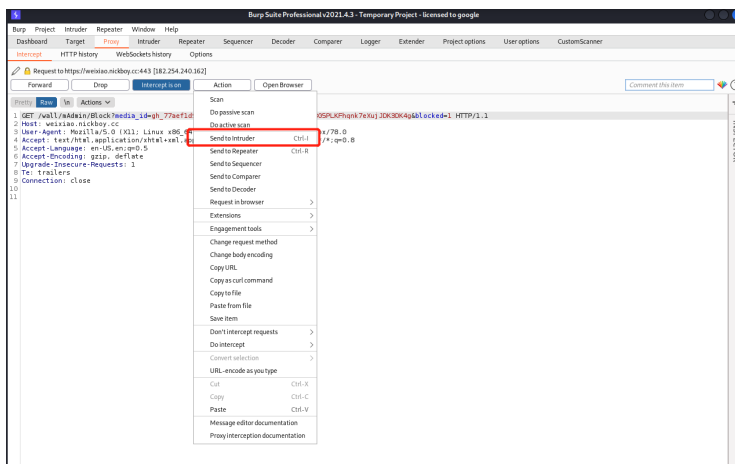 Burp Suite Professional v2021.4.3 - Temporary Project - licensed to google
Burp Project Intruder Repeater Window Help
Dashboard Target Proxy Intruder Repeater Sequencer Decoder Comparer Logger Extender Project options User options CustomScanner
Intercept HTTP history WebSockets history Options
Request to https://weixiao.nickboy.cc:443 [182.254.240.162]
Forward Drop Intercept is on Action Open Browser Comment this item
Pretty Raw \n Actions
1 GET /wall/mAdmin/Block?media_id=gh_77aef1d &blocked=1 HTTP/1.1
2 Host: weixiao.nickboy.cc
3 User-Agent: Mozilla/5.0 (X11; Linux x86_64 x/78.0
4 Accept: text/html,application/xhtml+xml,app /*;q=0.8
5 Accept-Language: en-US,en;q=0.5
6 Accept-Encoding: gzip, deflate
7 Upgrade-Insecure-Requests: 1
8 Te: trailers
9 Connection: close
10
11
Scan
Do passive scan
Do active scan
Send to Intruder Ctrl-I
Send to Repeater Ctrl-R
Send to Sequencer
Send to Comparer
Send to Decoder
Request in browser
Extensions
Engagement tools
Change request method
Change body encoding
Copy URL
Copy as curl command
Copy to file
Paste from file
Save item
Don't intercept requests
Do intercept
Convert selection
URL-encode as you type
Cut Ctrl-X
Copy Ctrl-C
Paste Ctrl-V
Message editor documentation
Proxy interception documentation